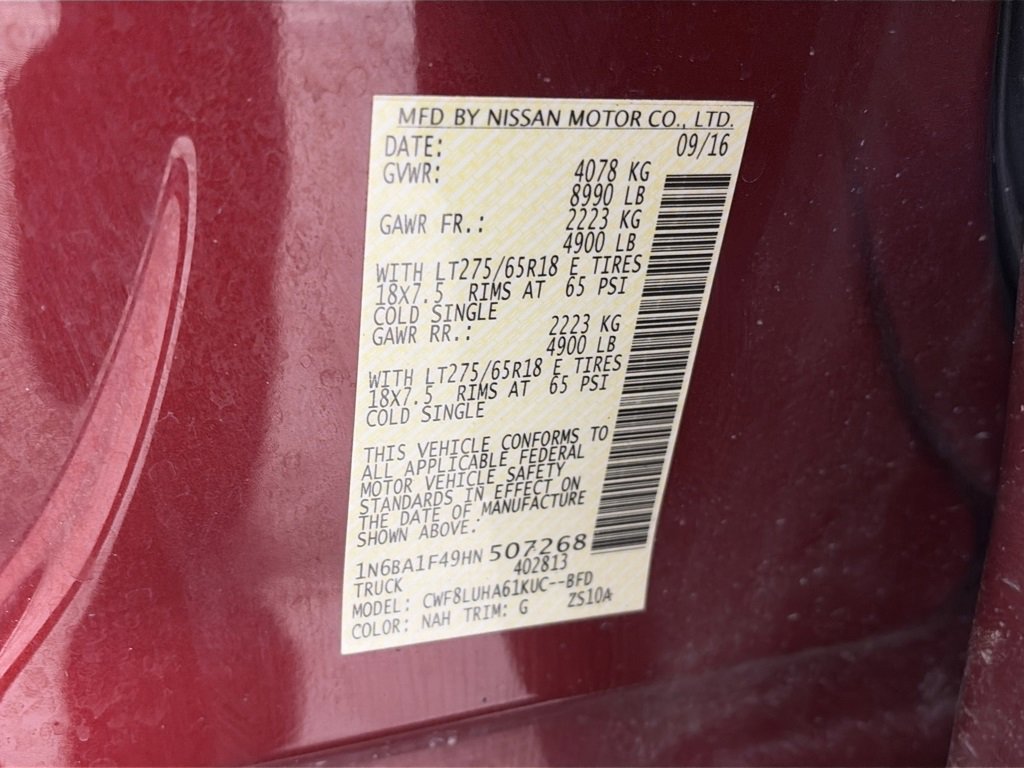 MFD BY NISSAN MOTOR CO., LTD.
DATE: 09/16
GVWR: 4078 KG
8990 LB
GAWR FR.: 2223 KG
4900 LB
WITH LT275/65R18 E TIRES
18X7.5 RIMS AT 65 PSI
COLD SINGLE
GAWR RR.: 2223 KG
4900 LB
WITH LT275/65R18 E TIRES
18X7.5 RIMS AT 65 PSI
COLD SINGLE
THIS VEHICLE CONFORMS TO
ALL APPLICABLE FEDERAL
MOTOR VEHICLE SAFETY
STANDARDS IN EFFECT ON
THE DATE OF MANUFACTURE
SHOWN ABOVE.
1N6BA1F49HN 507268
TRUCK 402813
MODEL: CWF8LUHA61KUC--BFD
COLOR: NAH TRIM: G ZS10A